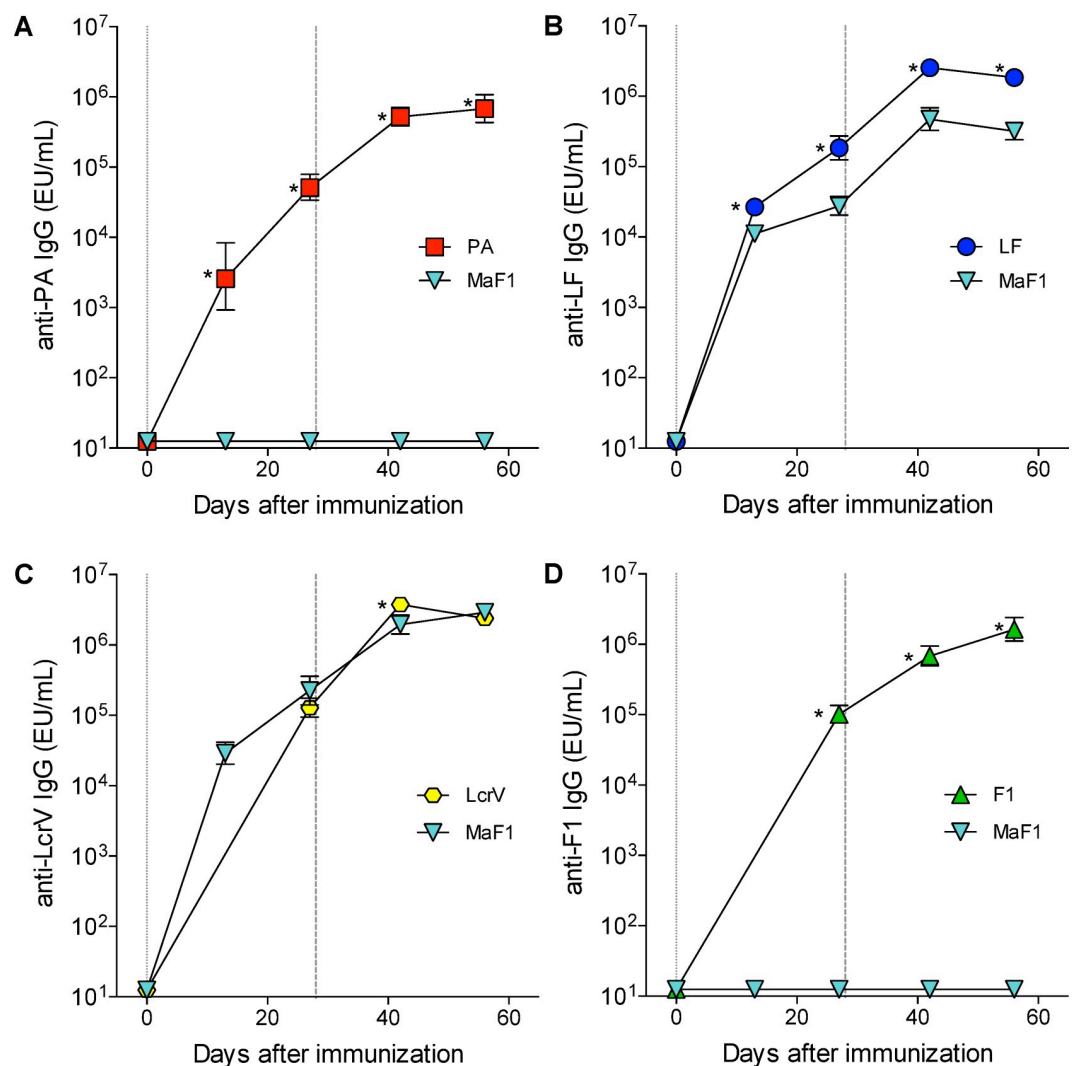 A
10⁷
10⁶
10⁵
10⁴
10³
10²
10¹
anti-PA IgG (EU/mL)
*
*
*
*
PA
MaF1
0 20 40 60
Days after immunization
B
10⁷
10⁶
10⁵
10⁴
10³
10²
10¹
anti-LF IgG (EU/mL)
*
*
*
*
LF
MaF1
0 20 40 60
Days after immunization
C
10⁷
10⁶
10⁵
10⁴
10³
10²
10¹
anti-LcrV IgG (EU/mL)
*
LcrV
MaF1
0 20 40 60
Days after immunization
D
10⁷
10⁶
10⁵
10⁴
10³
10²
10¹
anti-F1 IgG (EU/mL)
*
*
*
F1
MaF1
0 20 40 60
Days after immunization